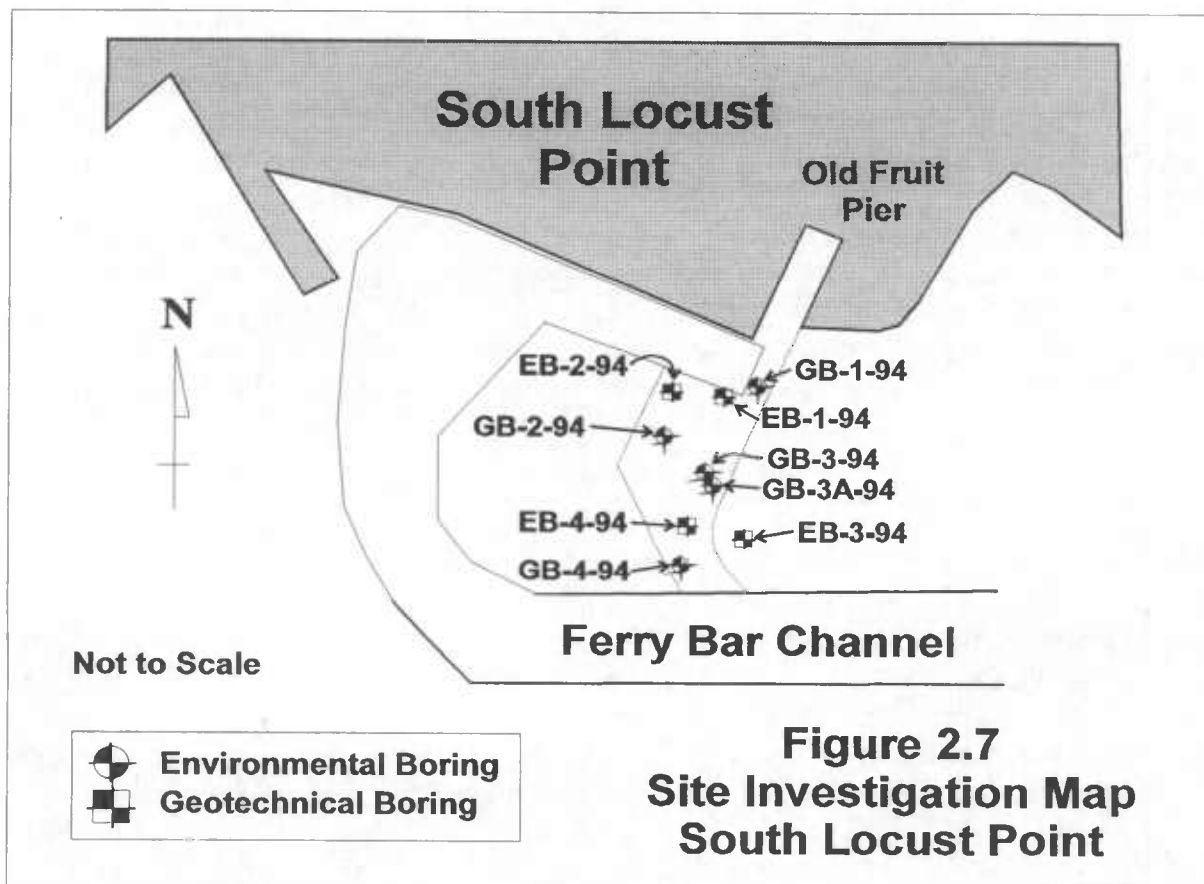 South Locust
Point
Old Fruit
Pier
N
EB-2-94
GB-1-94
EB-1-94
GB-2-94
GB-3-94
GB-3A-94
EB-4-94
EB-3-94
GB-4-94
Ferry Bar Channel
Not to Scale
Environmental Boring
Geotechnical Boring
Figure 2.7
Site Investigation Map
South Locust Point